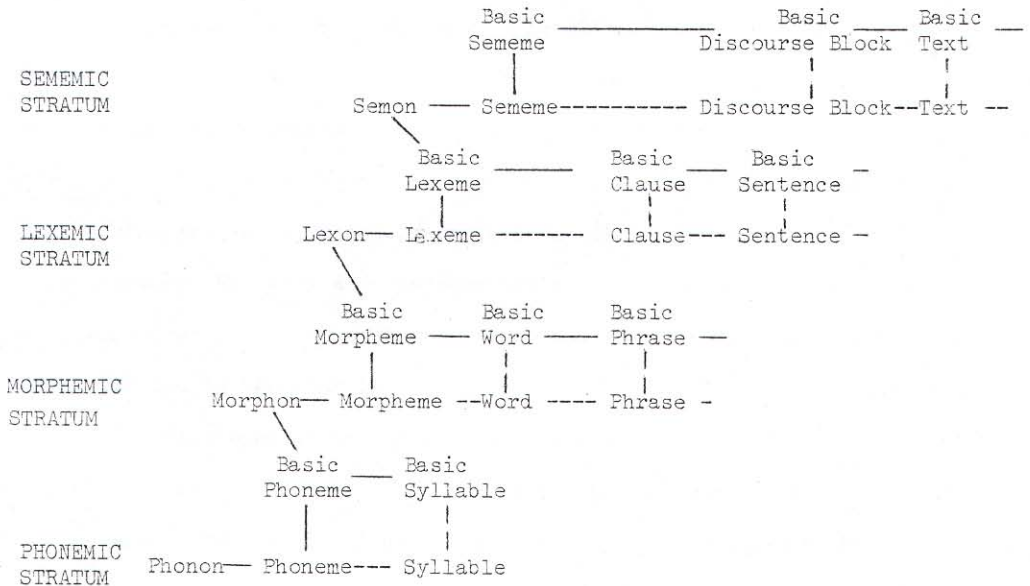 Basic Basic Basic
Sememe Discourse Block Text
SEMEMIC
STRATUM Semon Sememe Discourse Block Text
Basic Basic Basic
Lexeme Clause Sentence
LEXEMIC Lexon Lexeme Clause Sentence
STRATUM
Basic Basic Basic
Morpheme Word Phrase
MORPHEMIC Morphon Morpheme Word Phrase
STRATUM
Basic Basic
Phoneme Syllable
PHONEMIC Phonon Phoneme Syllable
STRATUM